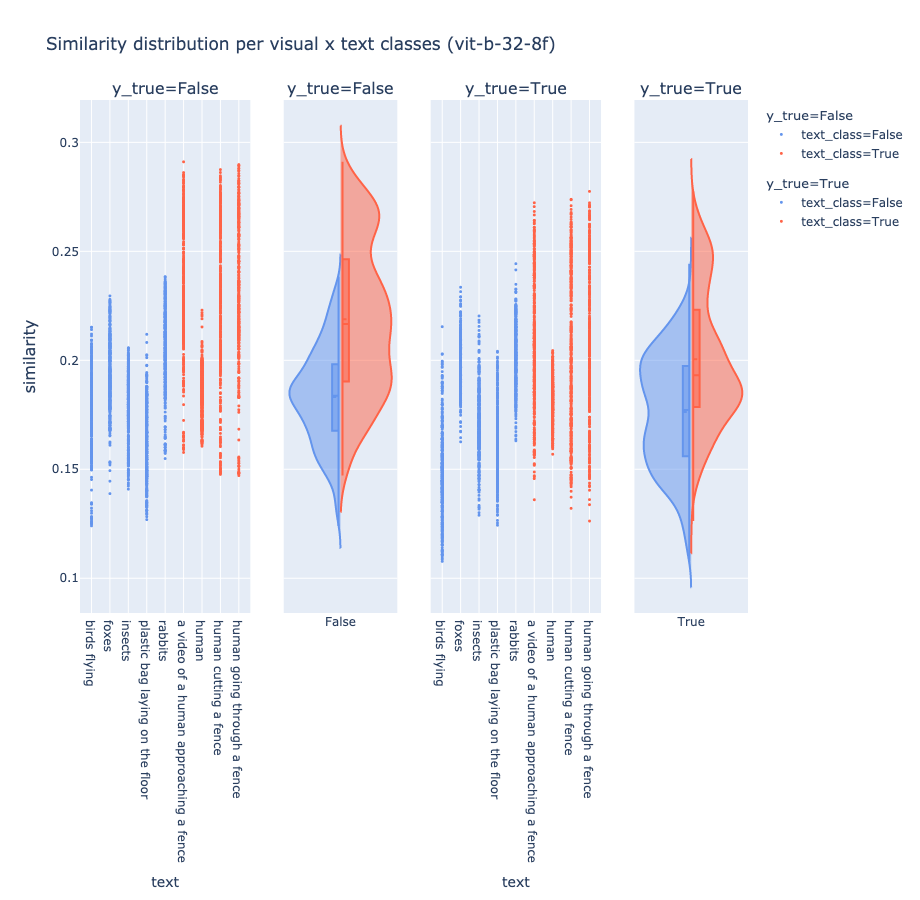 Similarity distribution per visual x text classes (vit-b-32-8f)
y_true=False
y_true=False
y_true=True
y_true=True
y_true=False
text_class=False
text_class=True
y_true=True
text_class=False
text_class=True
similarity
0.3
0.25
0.2
0.15
0.1
birds flying
foxes
insects
plastic bag laying on the floor
rabbits
a video of a human approaching a fence
human
human cutting a fence
human going through a fence
text
False
birds flying
foxes
insects
plastic bag laying on the floor
rabbits
a video of a human approaching a fence
human
human cutting a fence
human going through a fence
text
True